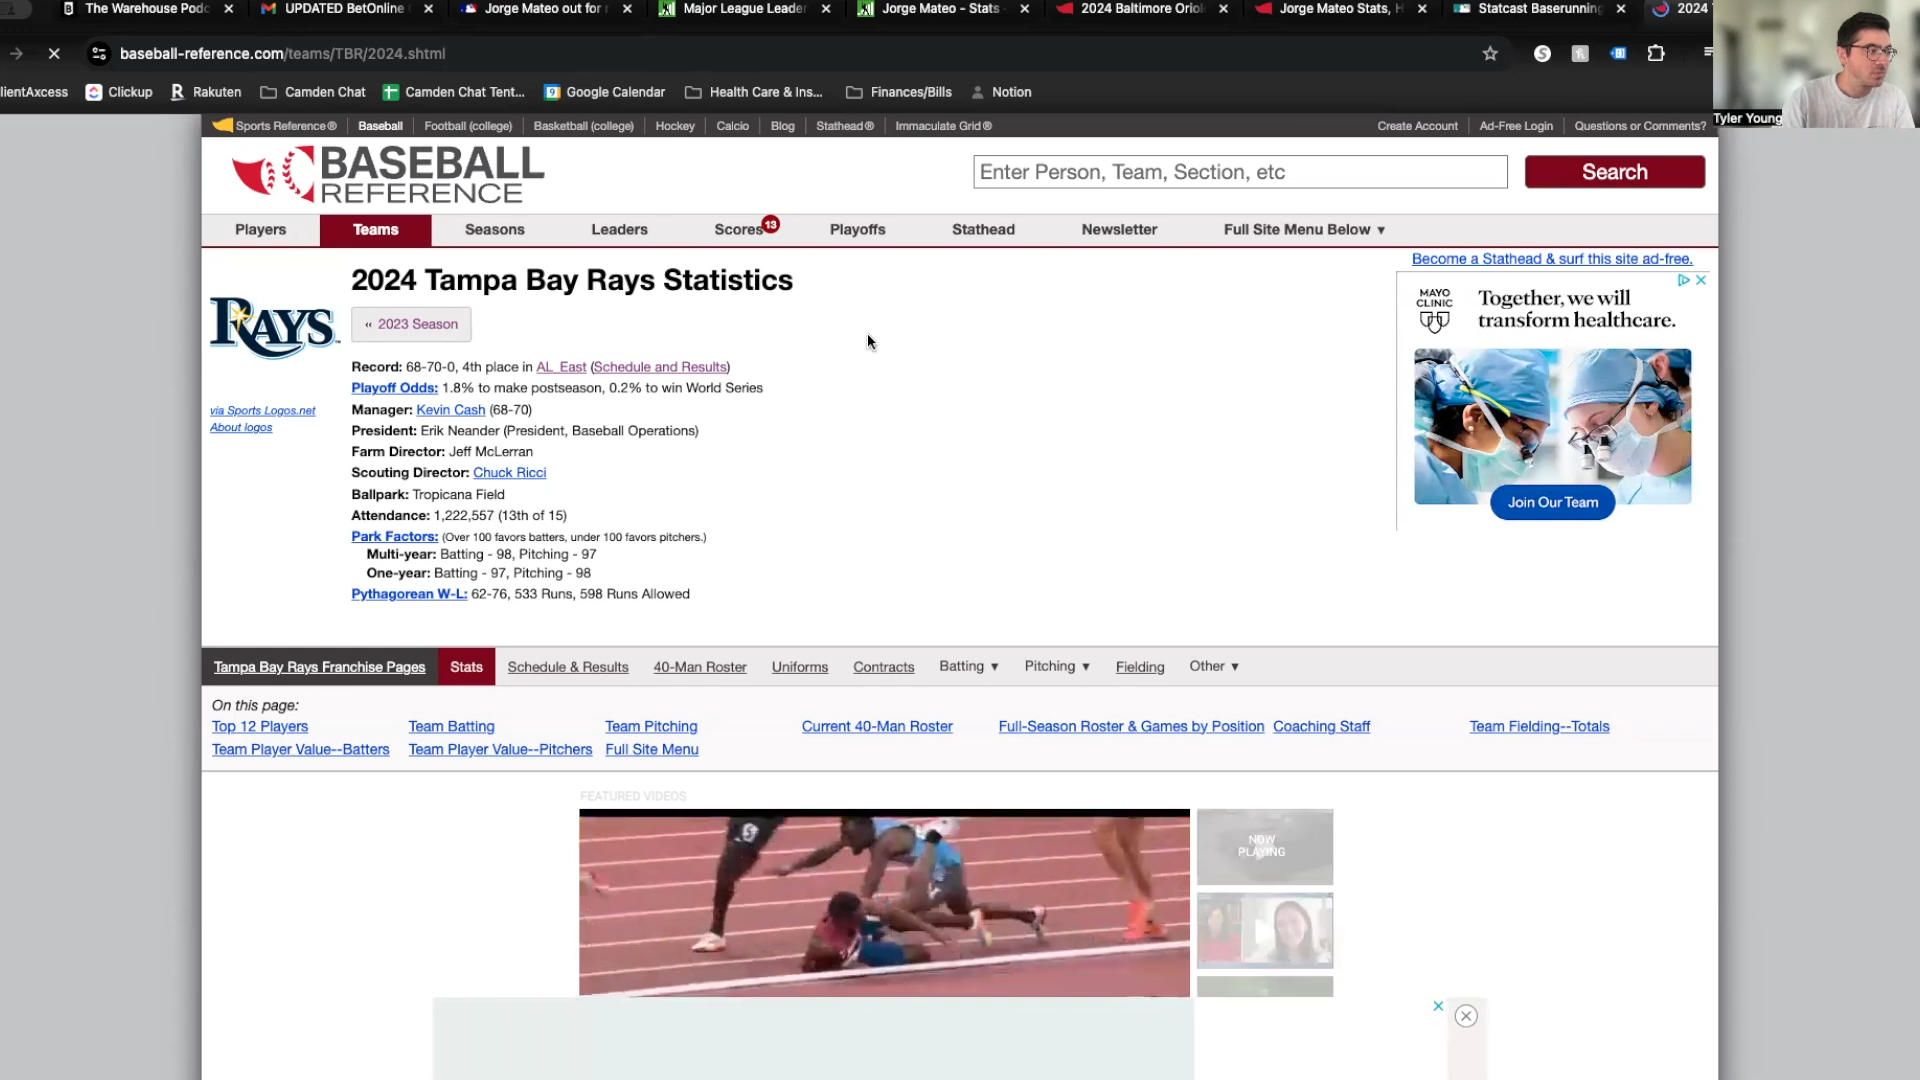 The Warehouse Podc
UPDATED BetOnline
Jorge Mateo out for
Major League Leader
Jorge Mateo - Stats
2024 Baltimore Oriol
Jorge Mateo Stats, H
Statcast Baserunning
2024
baseball-reference.com/teams/TBR/2024.shtml
lientAxcess
Clickup
Rakuten
Camden Chat
Camden Chat Tent...
Google Calendar
Health Care & Ins...
Finances/Bills
Notion
Tyler Young
Sports Reference®
Baseball
Football (college)
Basketball (college)
Hockey
Calcio
Blog
Stathead®
Immaculate Grid®
Create Account
Ad-Free Login
Questions or Comments?
BASEBALL
REFERENCE
Enter Person, Team, Section, etc
Search
Players
Teams
Seasons
Leaders
Scores
13
Playoffs
Stathead
Newsletter
Full Site Menu Below ▼
Become a Stathead & surf this site ad-free.
RAYS
via Sports Logos.net
About logos
2024 Tampa Bay Rays Statistics
« 2023 Season
Record: 68-70-0, 4th place in AL_East (Schedule and Results)
Playoff Odds: 1.8% to make postseason, 0.2% to win World Series
Manager: Kevin Cash (68-70)
President: Erik Neander (President, Baseball Operations)
Farm Director: Jeff McLerran
Scouting Director: Chuck Ricci
Ballpark: Tropicana Field
Attendance: 1,222,557 (13th of 15)
Park Factors: (Over 100 favors batters, under 100 favors pitchers.)
Multi-year: Batting - 98, Pitching - 97
One-year: Batting - 97, Pitching - 98
Pythagorean W-L: 62-76, 533 Runs, 598 Runs Allowed
MAYO
CLINIC
Together, we will
transform healthcare.
Join Our Team
Tampa Bay Rays Franchise Pages
Stats
Schedule & Results
40-Man Roster
Uniforms
Contracts
Batting ▼
Pitching ▼
Fielding
Other ▼
On this page:
Top 12 Players
Team Batting
Team Pitching
Current 40-Man Roster
Full-Season Roster & Games by Position
Coaching Staff
Team Fielding--Totals
Team Player Value--Batters
Team Player Value--Pitchers
Full Site Menu
FEATURED VIDEOS
NOW
PLAYING